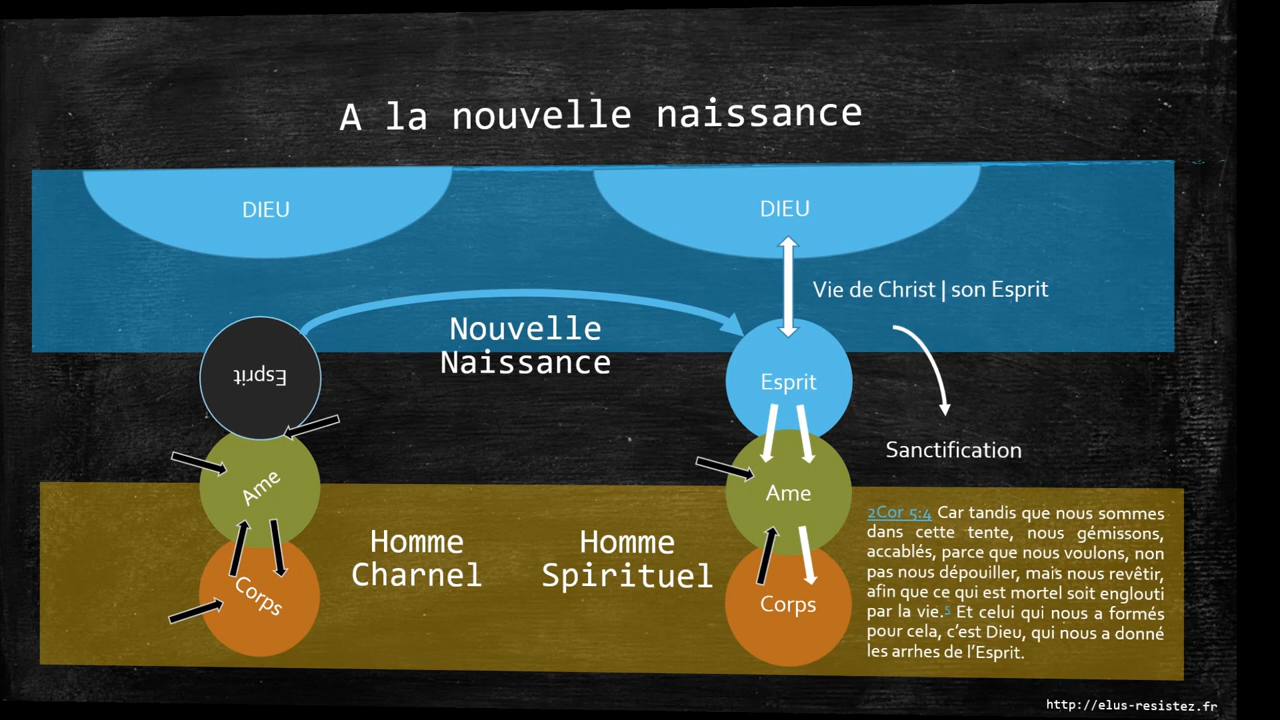 A la nouvelle naissance
DIEU
DIEU
Vie de Christ | son Esprit
Nouvelle
Naissance
Esprit
Esprit
Sanctification
Ame
Ame
Homme
Charnel
Homme
Spirituel
Corps
Corps
2Cor 5:4 Car tandis que nous sommes
dans cette tente, nous gémissons,
accablés, parce que nous voulons, non
pas nous dépouiller, mais nous revêtir,
afin que ce qui est mortel soit englouti
par la vie.5 Et celui qui nous a formés
pour cela, c’est Dieu, qui nous a donné
les arrhes de l’Esprit.
http://elus-resistez.fr